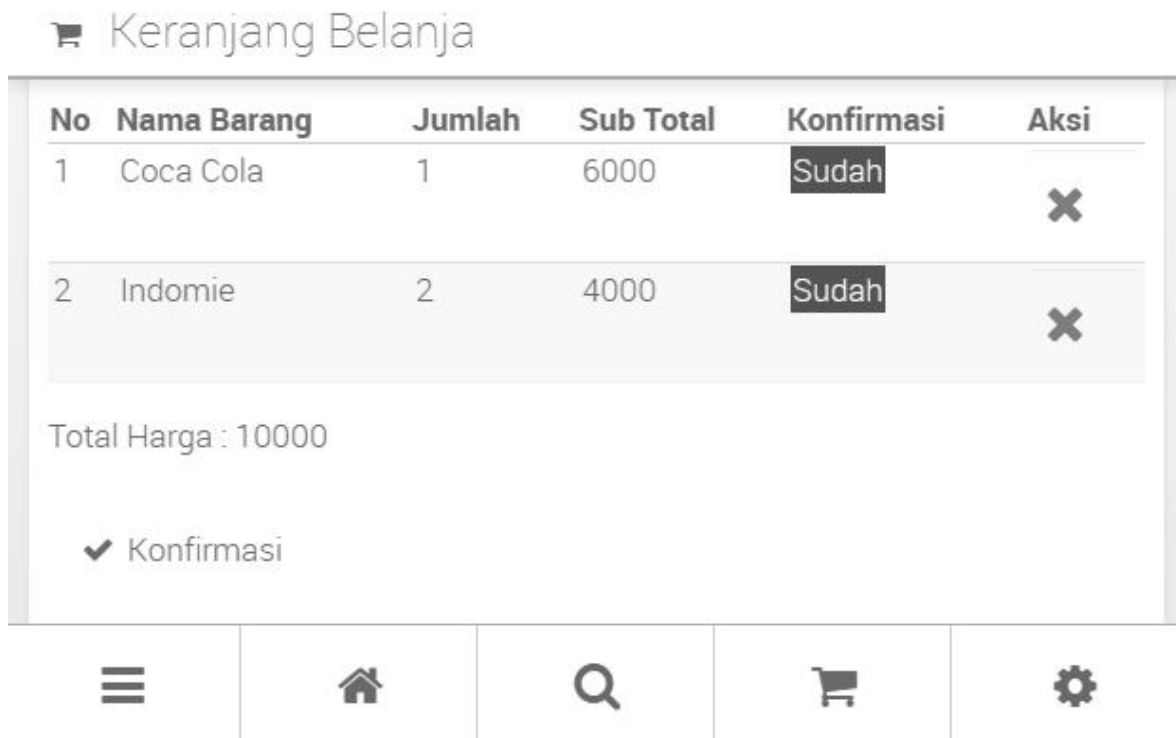 Keranjang Belanja
No Nama Barang Jumlah Sub Total Konfirmasi Aksi
1 Coca Cola 1 6000 Sudah
2 Indomie 2 4000 Sudah
Total Harga : 10000
Konfirmasi